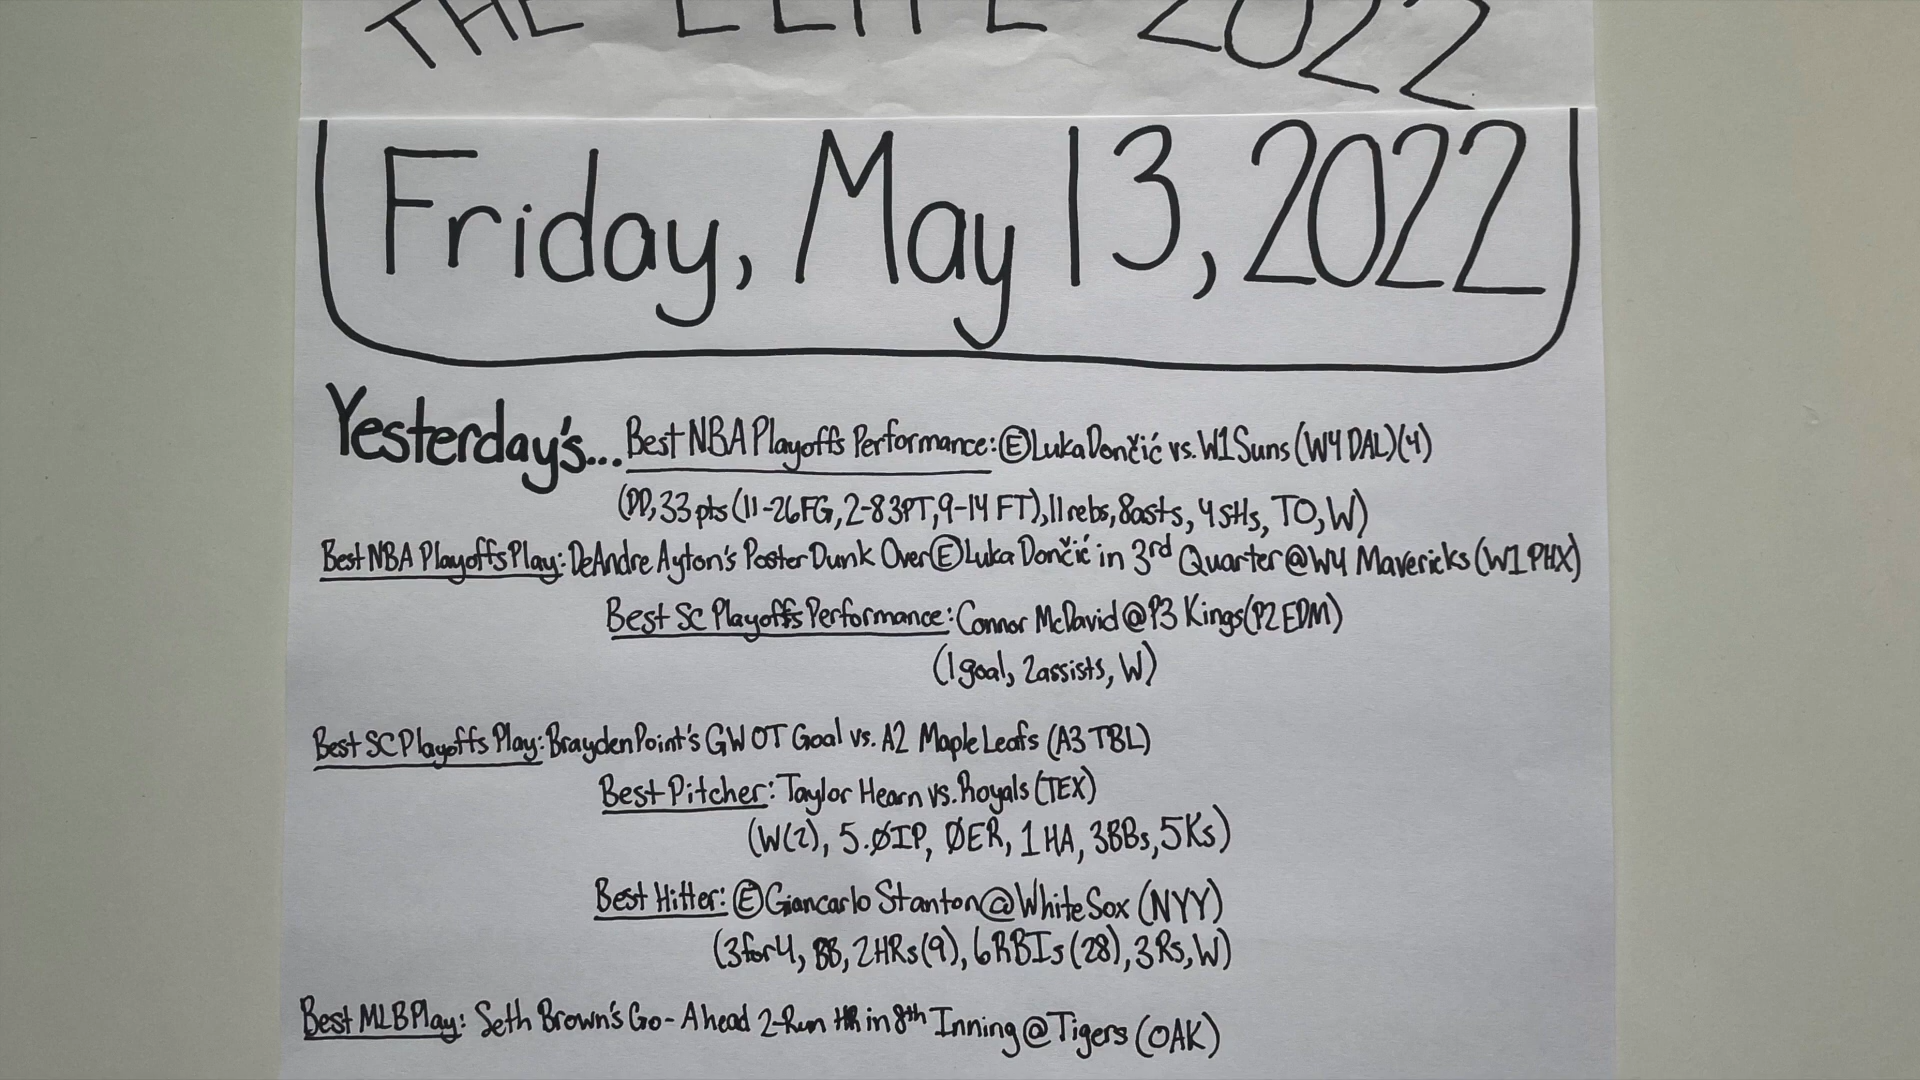 THE ELITE 2022
Friday, May 13, 2022
Yesterday's... Best NBA Playoffs Performance: Ⓔ Luka Dončić vs. W1 Suns (W4 DAL)(4)
(DD, 33 pts (11-26 FG, 2-8 3PT, 9-14 FT), 11 rebs, 8 asts, 4 stls, TO, W)
Best NBA Playoffs Play: DeAndre Ayton's Poster Dunk Over Ⓔ Luka Dončić in 3rd Quarter @ W4 Mavericks (W1 PHX)
Best SC Playoffs Performance: Connor McDavid @ P3 Kings (P2 EDM)
(1 goal, 2 assists, W)
Best SC Playoffs Play: Brayden Point's GW OT Goal vs. A2 Maple Leafs (A3 TBL)
Best Pitcher: Taylor Hearn vs. Royals (TEX)
(W(2), 5.Ø IP, Ø ER, 1 HA, 3 BBs, 5 Ks)
Best Hitter: Ⓔ Giancarlo Stanton @ White Sox (NYY)
(3 for 4, BB, 2 HRs (9), 6 RBIs (28), 3 Rs, W)
Best MLB Play: Seth Brown's Go-Ahead 2-Run HR in 8th Inning @ Tigers (OAK)